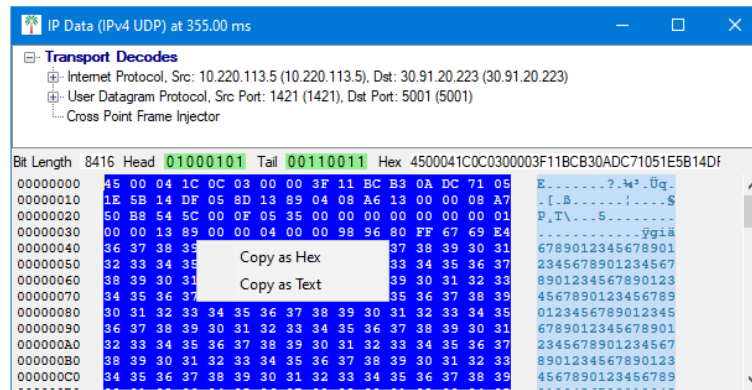 IP Data (IPv4 UDP) at 355.00 ms
Transport Decodes
Internet Protocol, Src: 10.220.113.5 (10.220.113.5), Dst: 30.91.20.223 (30.91.20.223)
User Datagram Protocol, Src Port: 1421 (1421), Dst Port: 5001 (5001)
Cross Point Frame Injector
Bit Length 8416 Head 01000101 Tail 00110011 Hex 4500041C0C0300003F11BCB30ADC71051E5B14DF
00000000 45 00 04 1C 0C 03 00 00 3F 11 BC B3 0A DC 71 05 E.......?.¼³.Üq.
00000010 1E 5B 14 DF 05 8D 13 89 04 08 A6 13 00 00 08 A7 .[.ß......¦....§
00000020 50 B8 54 5C 00 0F 05 35 00 00 00 00 00 00 00 01 P¸T\...5........
00000030 00 00 13 89 00 00 04 00 00 98 96 80 FF 67 69 E4 ............ÿgiä
00000040 36 37 38 39 37 38 39 30 31 6789012345678901
00000050 32 33 34 35 33 34 35 36 37 2345678901234567
00000060 38 39 30 31 39 30 31 32 33 8901234567890123
00000070 34 35 36 37 35 36 37 38 39 4567890123456789
Copy as Hex
Copy as Text
00000080 30 31 32 33 34 35 36 37 38 39 30 31 32 33 34 35 0123456789012345
00000090 36 37 38 39 30 31 32 33 34 35 36 37 38 39 30 31 6789012345678901
000000A0 32 33 34 35 36 37 38 39 30 31 32 33 34 35 36 37 2345678901234567
000000B0 38 39 30 31 32 33 34 35 36 37 38 39 30 31 32 33 8901234567890123
000000C0 34 35 36 37 38 39 30 31 32 33 34 35 36 37 38 39 4567890123456789